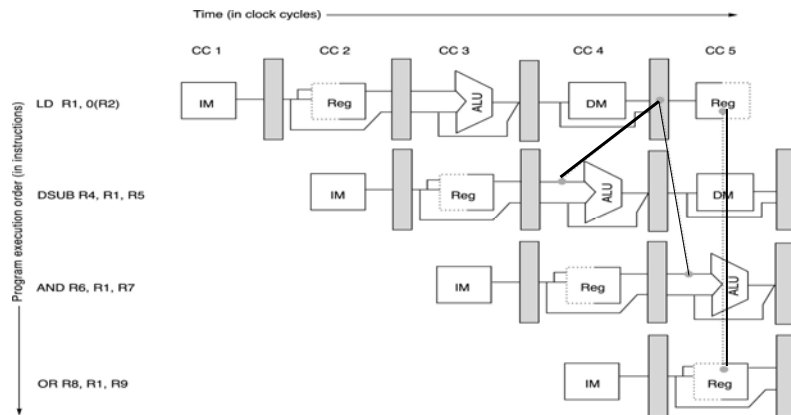 Time (in clock cycles)
CC 1 CC 2 CC 3 CC 4 CC 5
Program execution order (in instructions)
LD R1, 0(R2) IM Reg ALU DM Reg
DSUB R4, R1, R5 IM Reg ALU DM
AND R6, R1, R7 IM Reg ALU
OR R8, R1, R9 IM Reg